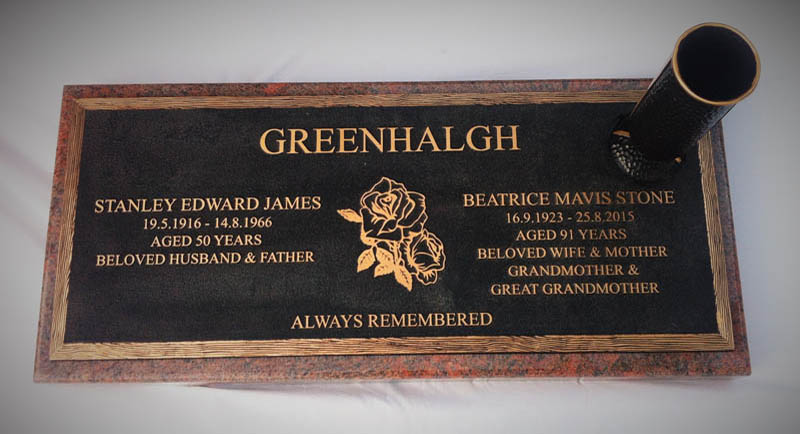 GREENHALGH
STANLEY EDWARD JAMES
19.5.1916 - 14.8.1966
AGED 50 YEARS
BELOVED HUSBAND & FATHER
BEATRICE MAVIS STONE
16.9.1923 - 25.8.2015
AGED 91 YEARS
BELOVED WIFE & MOTHER
GRANDMOTHER &
GREAT GRANDMOTHER
ALWAYS REMEMBERED